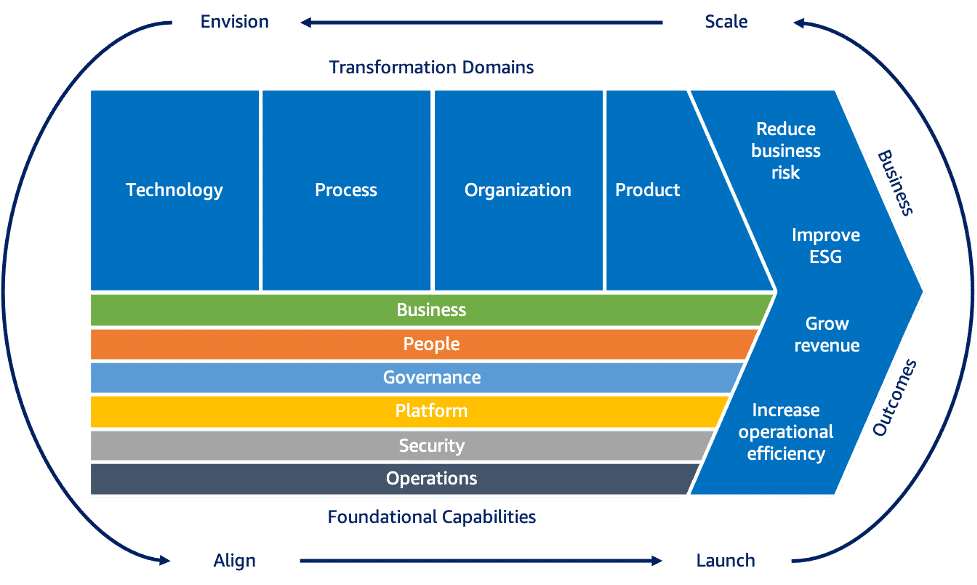 Envision
Scale
Transformation Domains
Technology
Process
Organization
Product
Reduce
business
risk
Improve
ESG
Grow
revenue
Increase
operational
efficiency
Business
Outcomes
Business
People
Governance
Platform
Security
Operations
Foundational Capabilities
Align
Launch